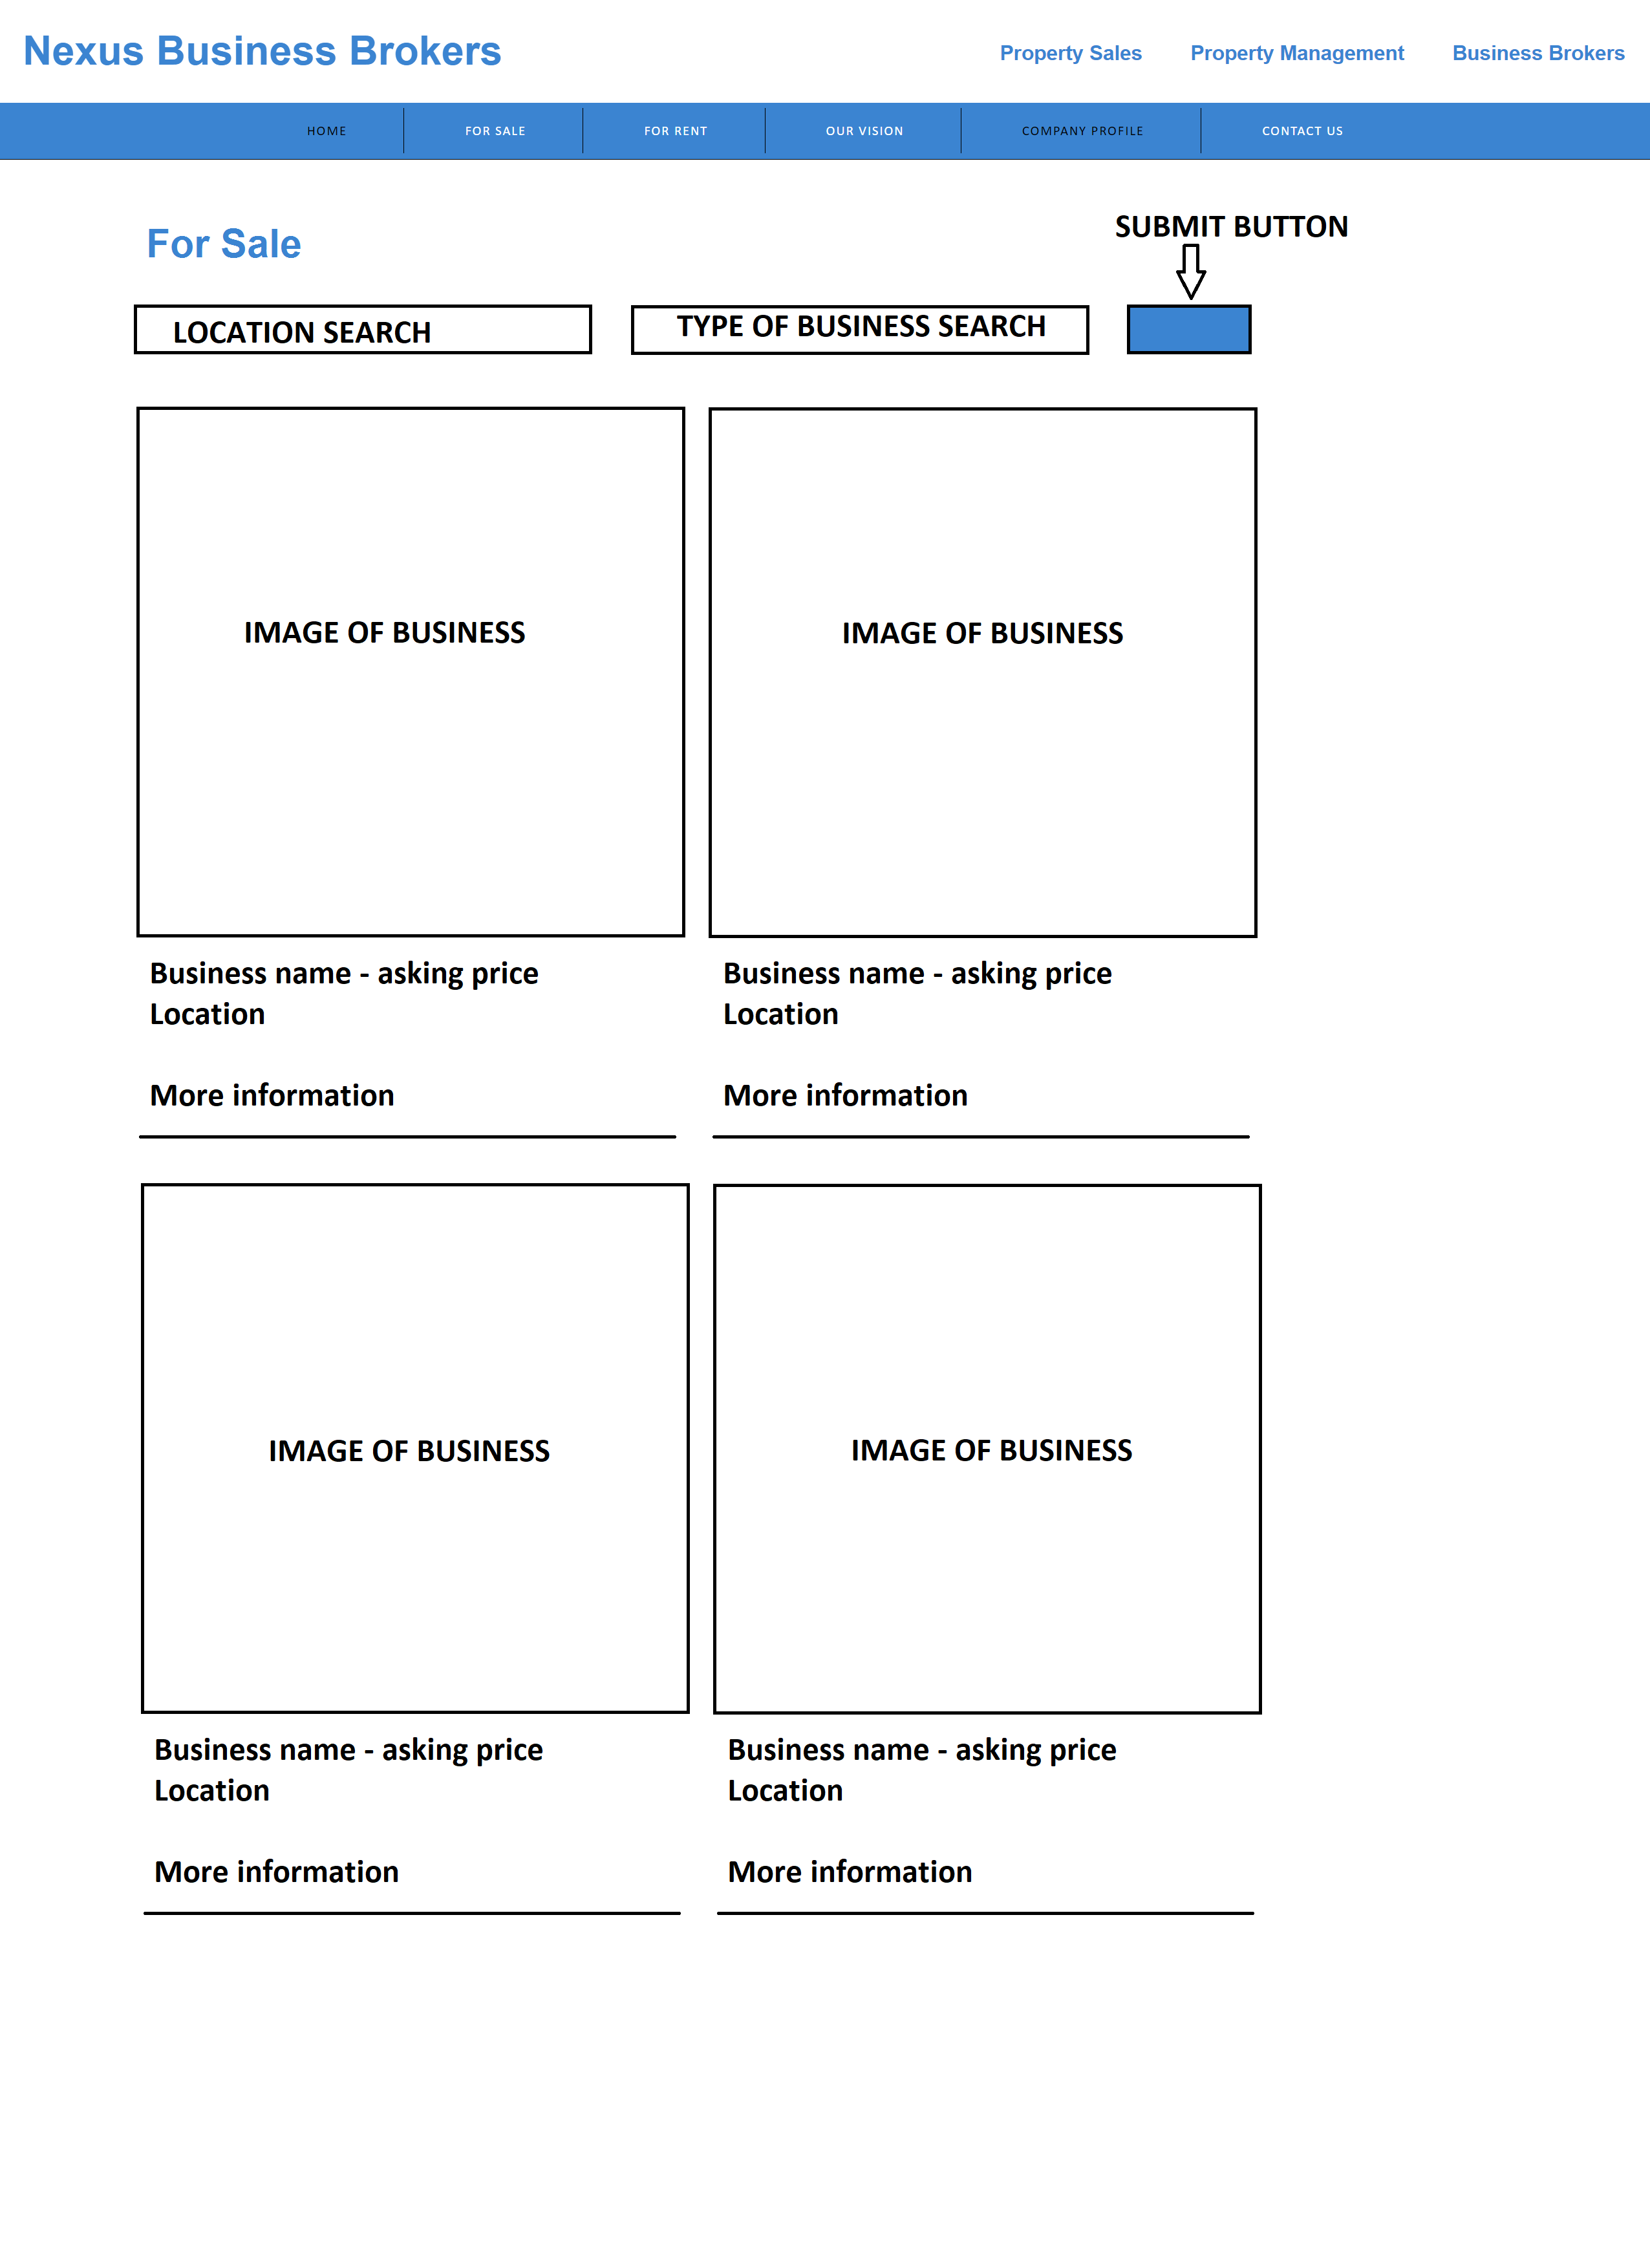 Nexus Business Brokers
Property Sales Property Management Business Brokers
HOME FOR SALE FOR RENT OUR VISION COMPANY PROFILE CONTACT US
For Sale
SUBMIT BUTTON
LOCATION SEARCH
TYPE OF BUSINESS SEARCH
IMAGE OF BUSINESS
IMAGE OF BUSINESS
Business name - asking price
Location
More information
Business name - asking price
Location
More information
IMAGE OF BUSINESS
IMAGE OF BUSINESS
Business name - asking price
Location
More information
Business name - asking price
Location
More information